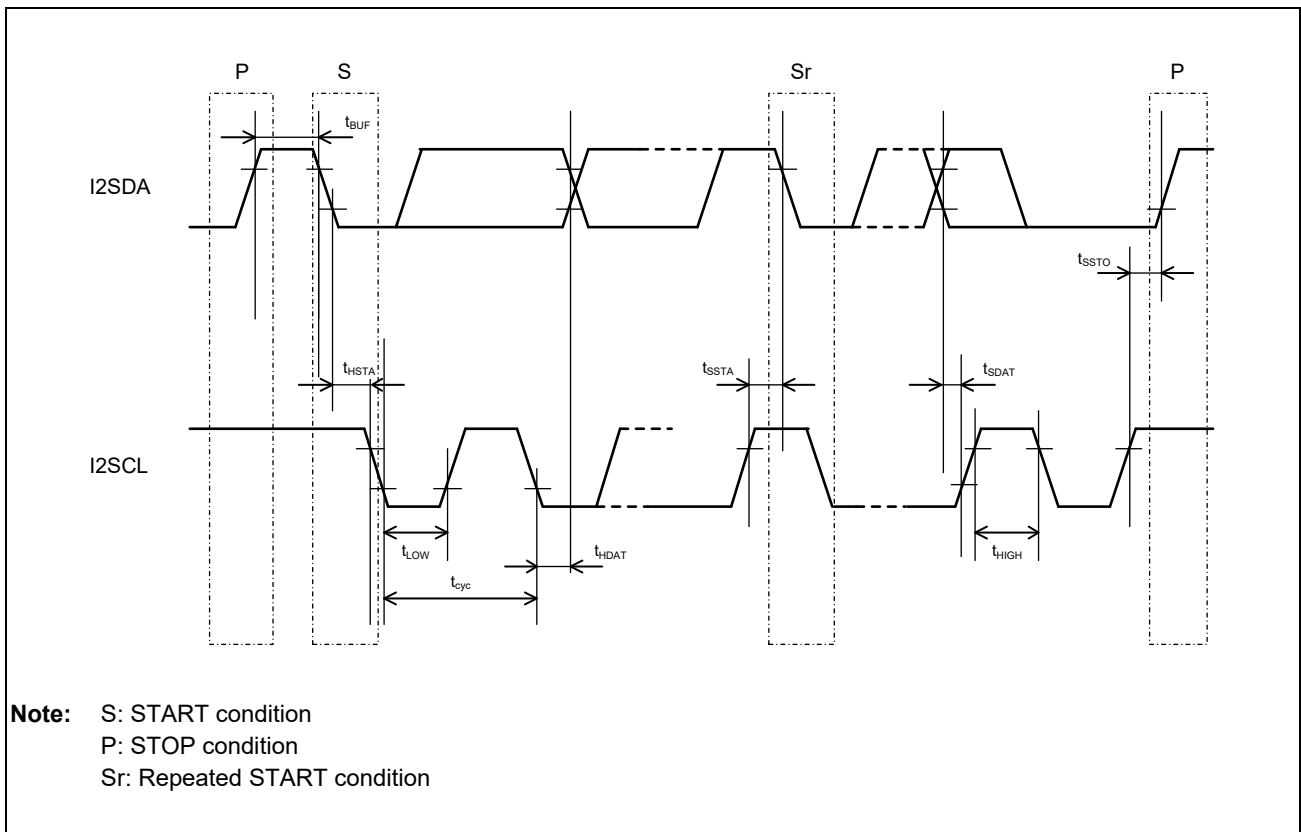 P
S
Sr
P
tBUF
I2SDA
tSSTO
tHSTA
tSSTA
tSDAT
I2SCL
tLOW
tHDAT
tHIGH
tcyc
Note: S: START condition
P: STOP condition
Sr: Repeated START condition